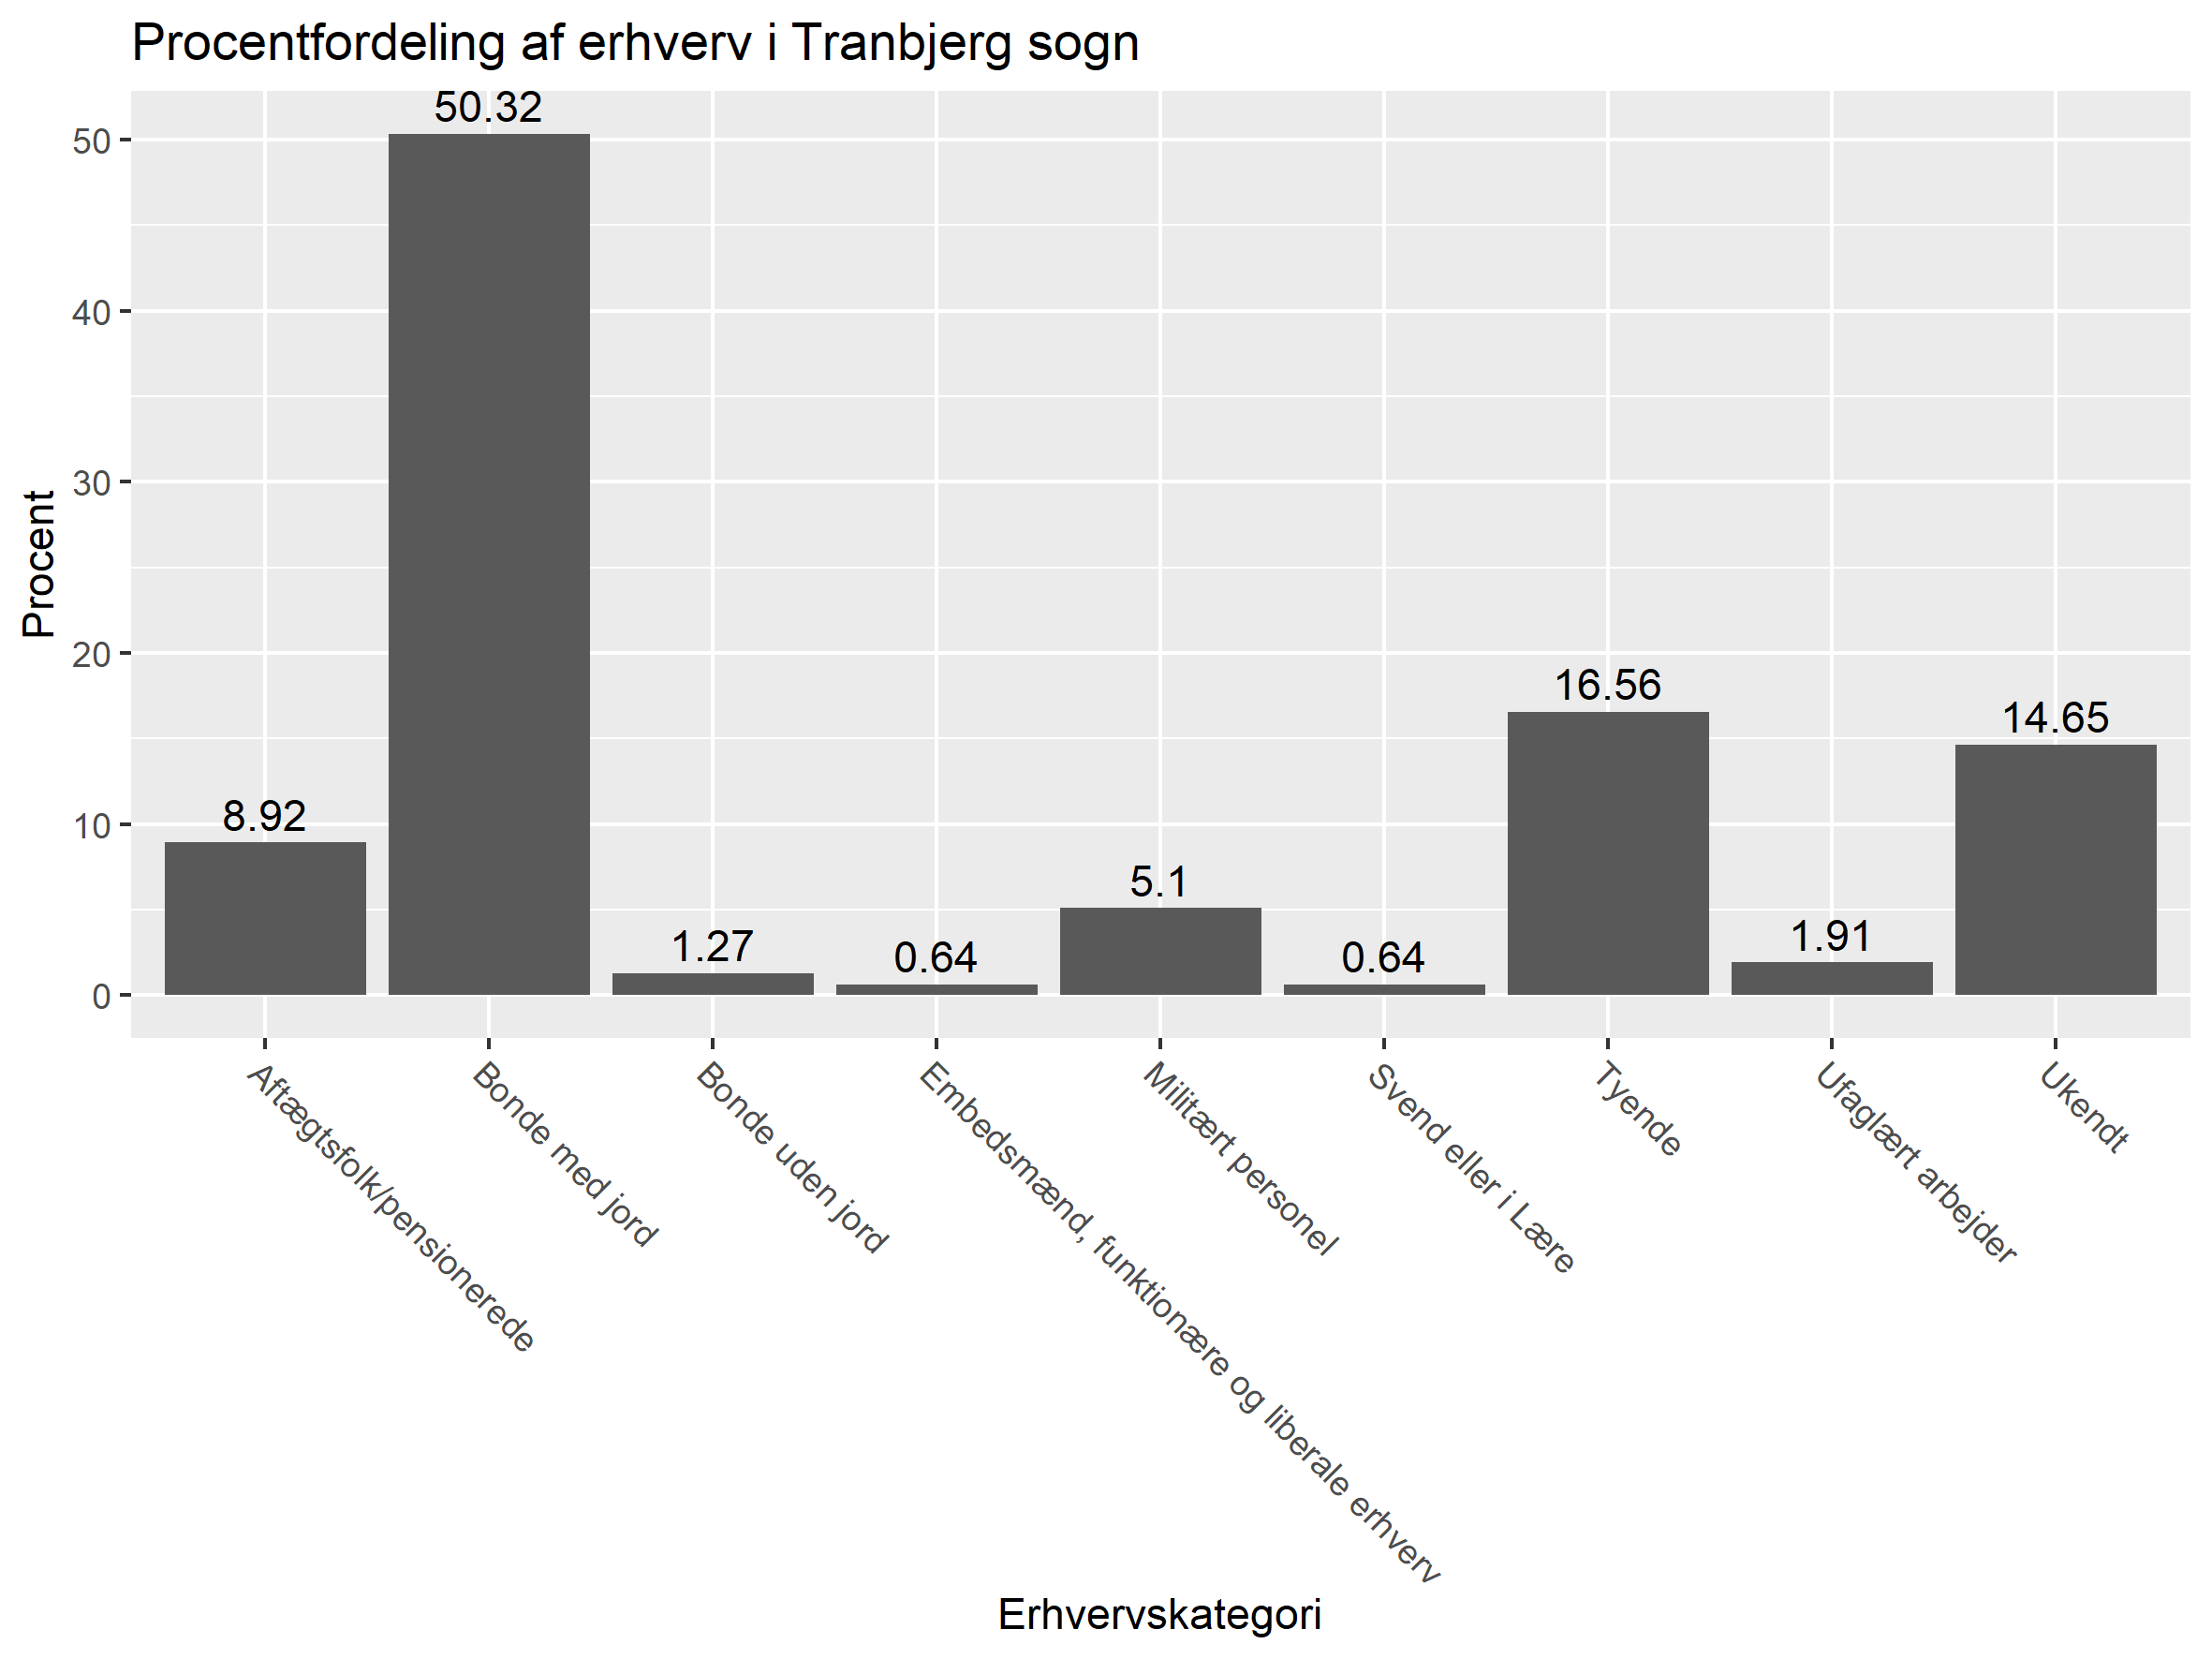 Procentfordeling af erhverv i Tranbjerg sogn
Procent
50
40
30
20
10
0
8.92
50.32
1.27
0.64
5.1
0.64
16.56
1.91
14.65
Aftægtsfolk/pensionerede
Bonde med jord
Bonde uden jord
Embedsmænd, funktionære og liberale erhverv
Militært personel
Svend eller i Lære
Tyende
Ufaglært arbejder
Ukendt
Erhvervskategori